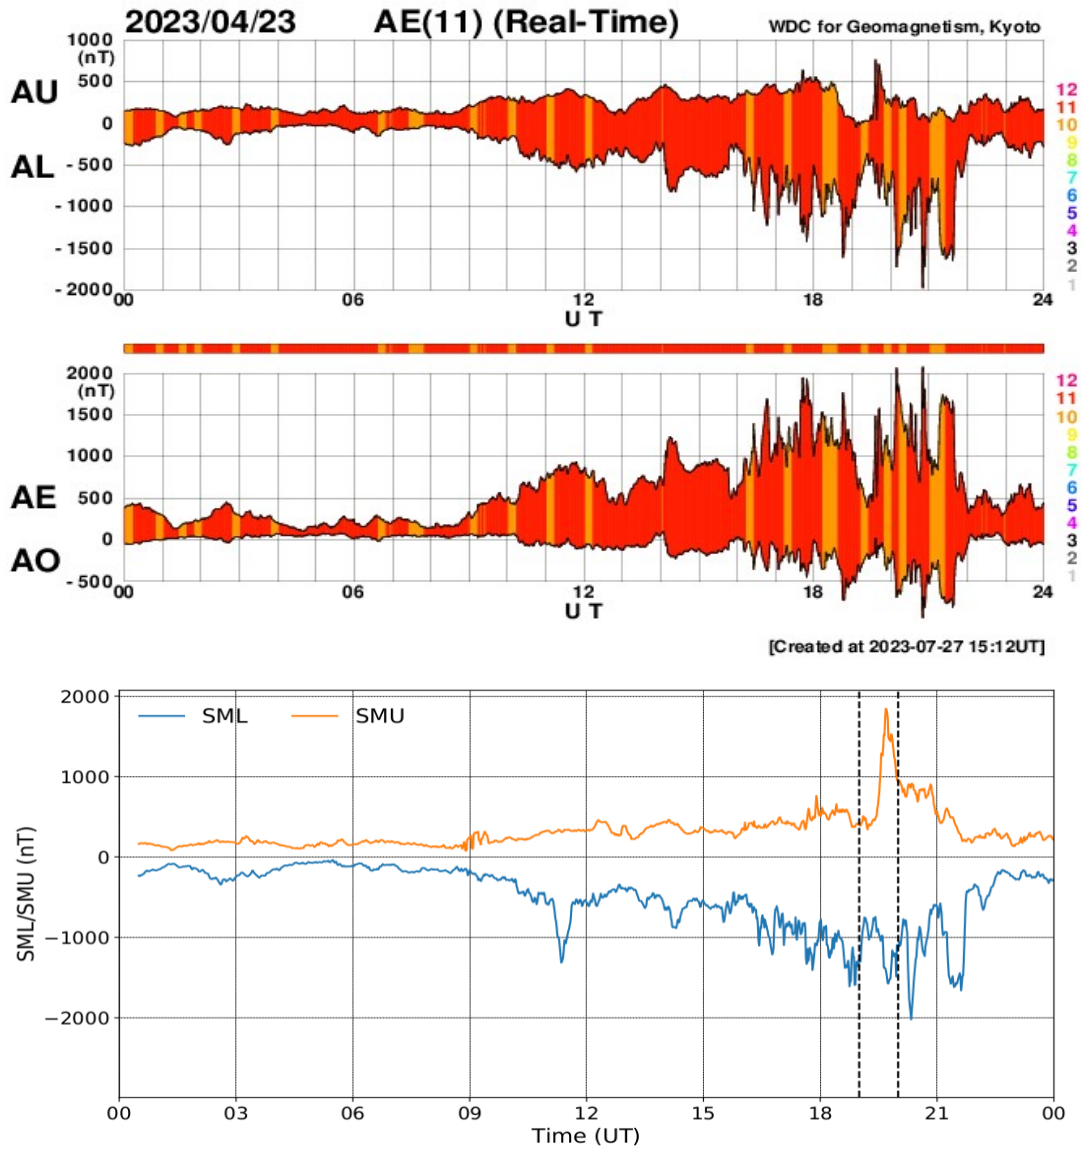 2023/04/23 AE(11) (Real-Time) WDC for Geomagnetism, Kyoto
1000
(nT)
500
AU
0
AL
-500
-1000
-1500
-2000
12
11
10
9
8
7
6
5
4
3
2
1
00 06 12 18 24
U T
2000
(nT)
1500
1000
AE
500
0
AO
-500
12
11
10
9
8
7
6
5
4
3
2
1
00 06 12 18 24
U T
[Created at 2023-07-27 15:12UT]
SML/SMU (nT)
2000
1000
0
−1000
−2000
SML SMU
00 03 06 09 12 15 18 21 00
Time (UT)